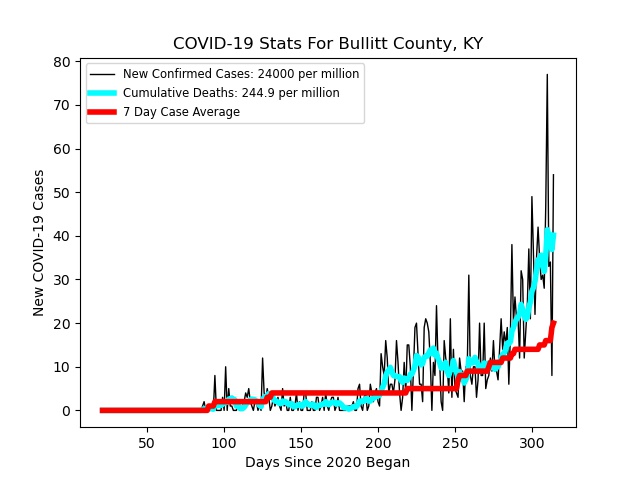 COVID-19 Stats For Bullitt County, KY
New Confirmed Cases: 24000 per million
Cumulative Deaths: 244.9 per million
7 Day Case Average
New COVID-19 Cases
80
70
60
50
40
30
20
10
0
50 100 150 200 250 300
Days Since 2020 Began